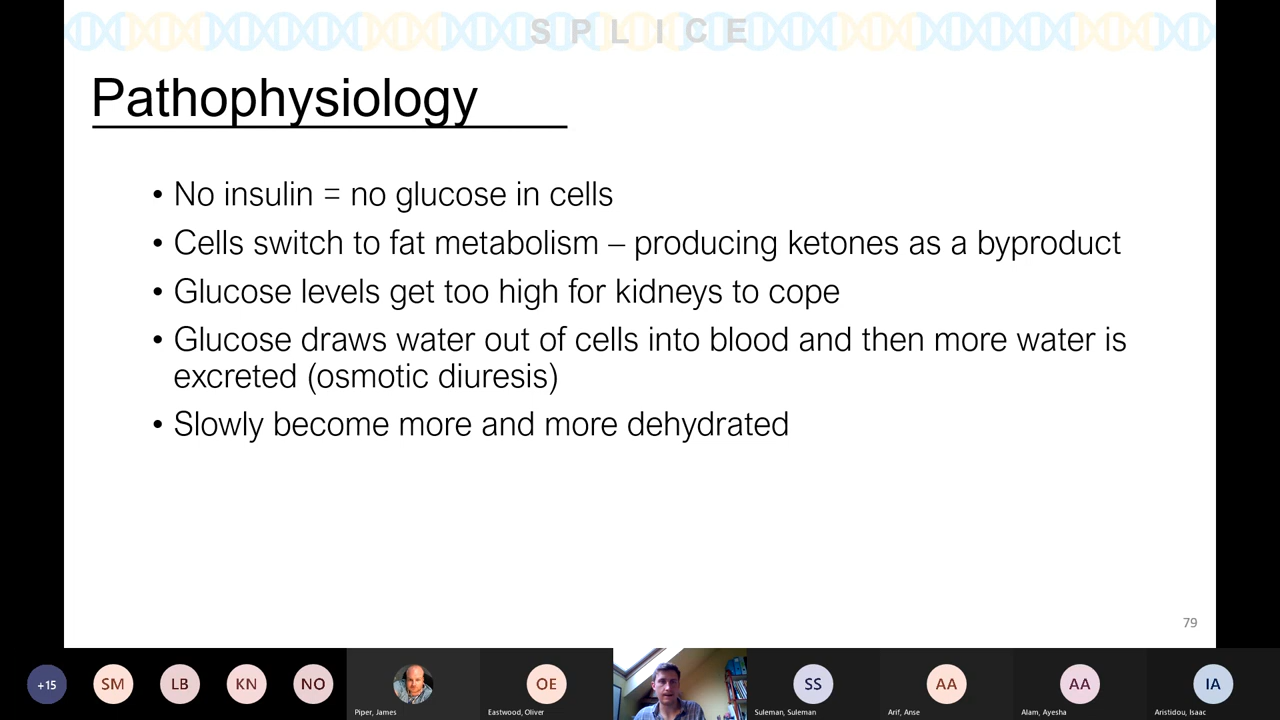 S P L I C E
Pathophysiology
• No insulin = no glucose in cells
• Cells switch to fat metabolism – producing ketones as a byproduct
• Glucose levels get too high for kidneys to cope
• Glucose draws water out of cells into blood and then more water is
excreted (osmotic diuresis)
• Slowly become more and more dehydrated
79
+15
SM
LB
KN
NO
Piper, James
OE
Eastwood, Oliver
SS
Suleman, Suleman
AA
Arif, Anse
AA
Alam, Ayesha
IA
Aristidou, Isaac